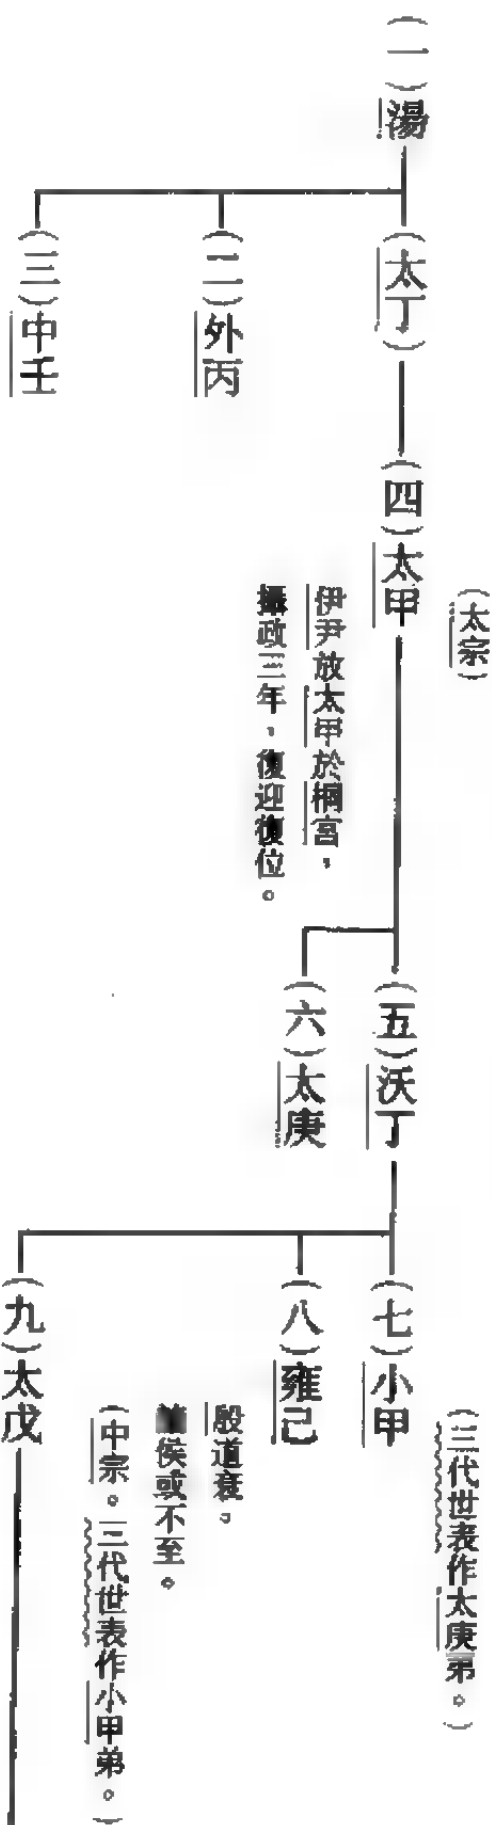 （一）湯
（太丁）
（二）外丙
（三）中壬
（四）太甲
（太宗）
伊尹放太甲於桐宮，
攝政三年，復迎復位。
（五）沃丁
（六）太庚
（七）小甲
（三代世表作太庚弟。）
（八）雍己
殷道衰。
諸侯或不至。
（九）太戊
（中宗。三代世表作小甲弟。）